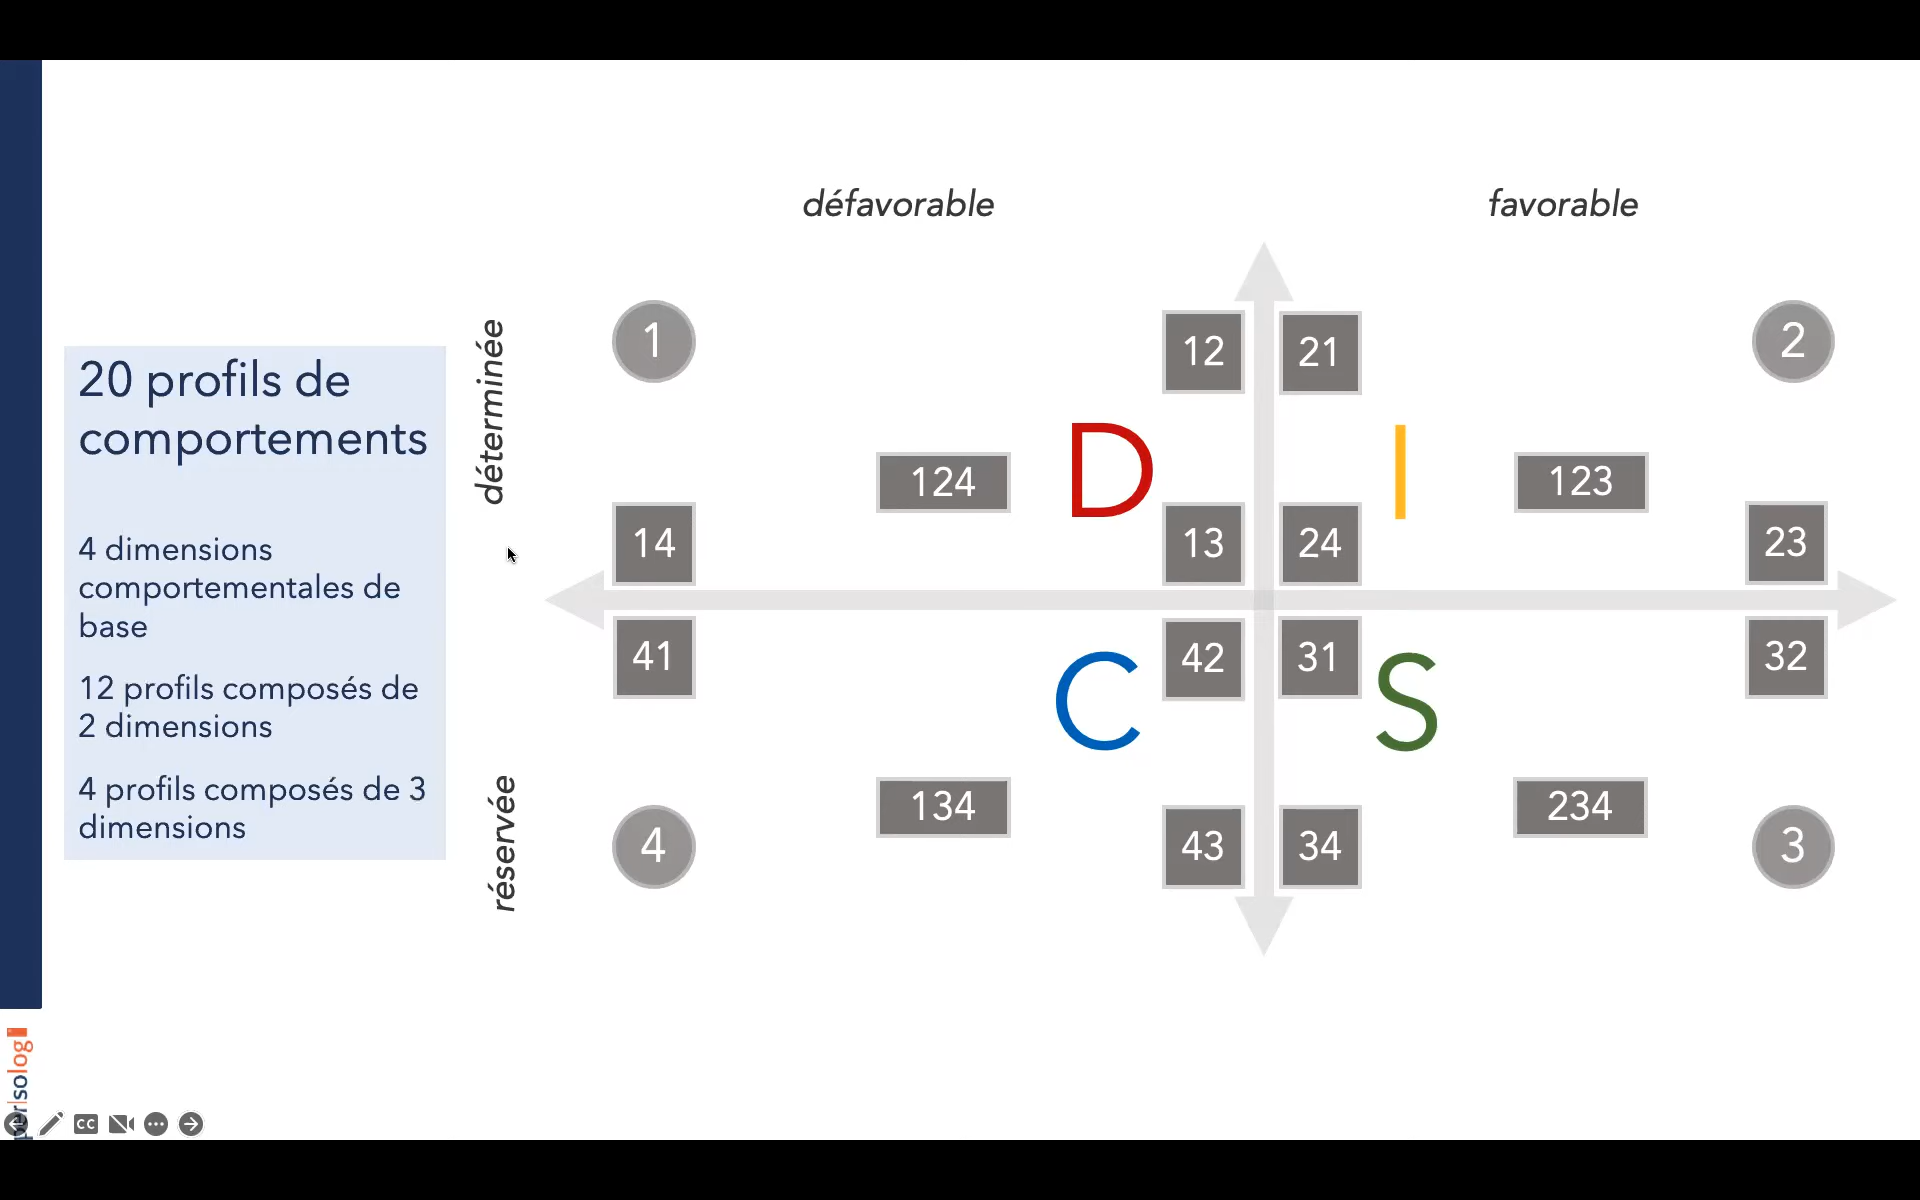 défavorable
favorable
déterminée
réservée
20 profils de
comportements
4 dimensions
comportementales de
base
12 profils composés de
2 dimensions
4 profils composés de 3
dimensions
1
12
21
2
124
D
I
123
14
13
24
23
41
C
42
31
S
32
134
234
4
43
34
3
persolog
CC